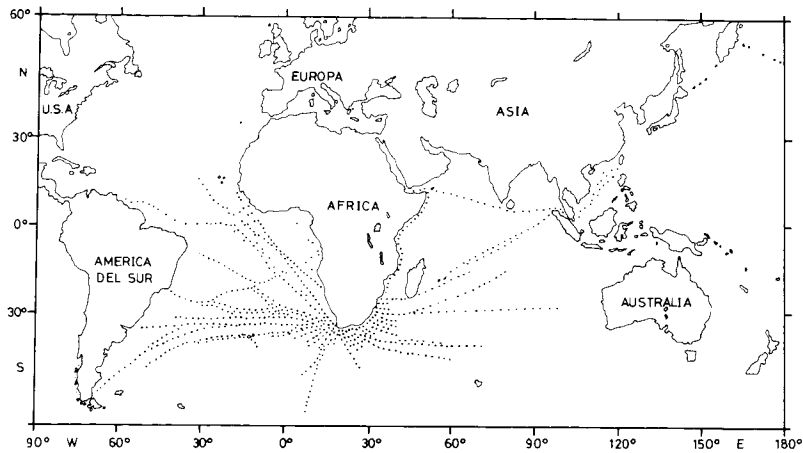 60°
N
U.S.A
EUROPA
ASIA
30°
AFRICA
0°
AMERICA
DEL SUR
AUSTRALIA
30°
S
90° W 60° 30° 0° 30° 60° 90° 120° 150° E 180°